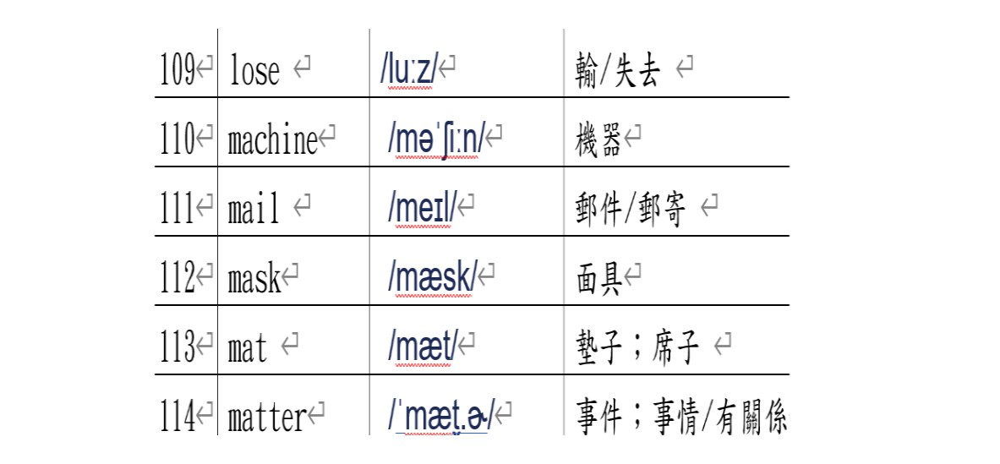 109 lose /luːz/ 輸/失去
110 machine /məˈʃiːn/ 機器
111 mail /meɪl/ 郵件/郵寄
112 mask /mæsk/ 面具
113 mat /mæt/ 墊子；席子
114 matter /ˈmæt̬.ɚ/ 事件；事情/有關係